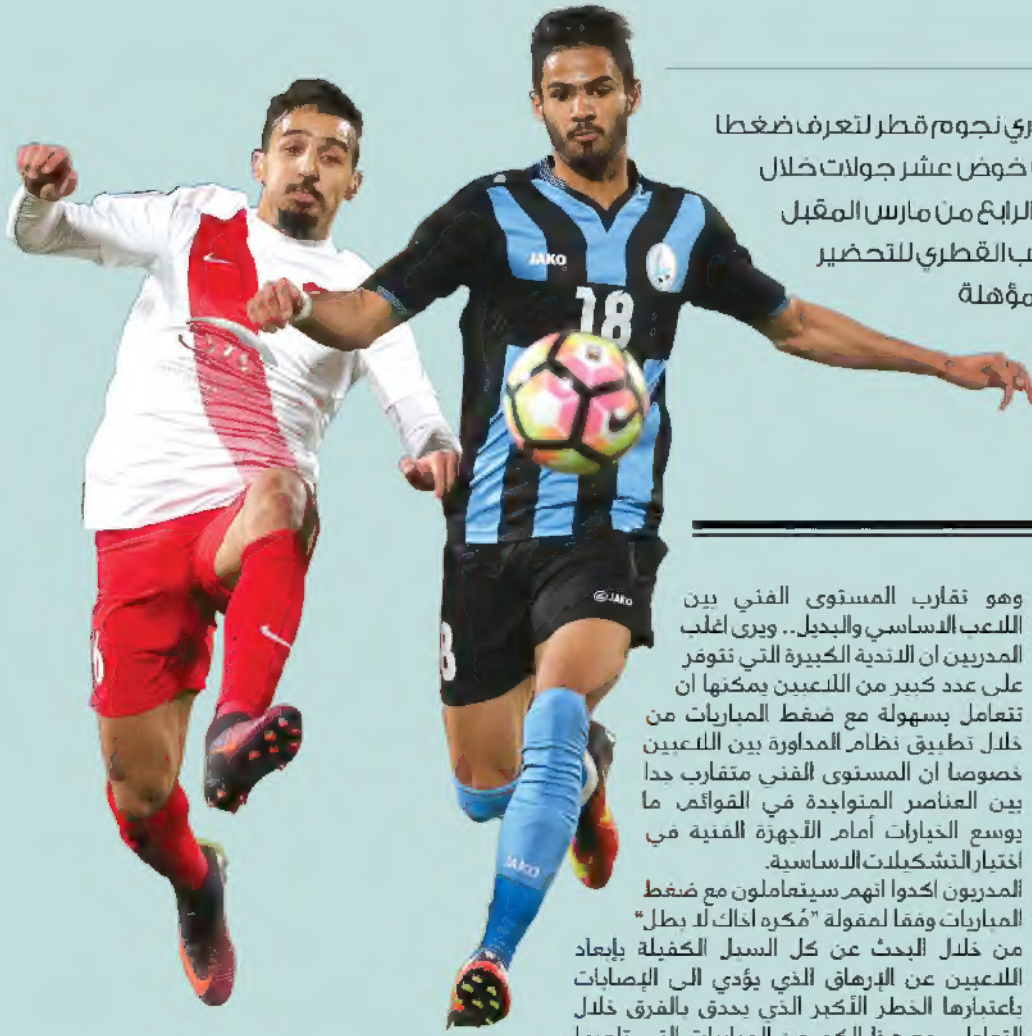 ري نجوم قطر لتعرف ضغطا
خوض عشر جولات خلال
الرابع من مارس المقبل
ب القطري للتحضير
مؤهلة
JAKO
18
JAKO
8
JAKO
وهو تقارب المستوى الفني بين
اللاعب الاساسي والبديل.. ويرى اغلب
المدربين ان الاندية الكبيرة التي تتوفر
على عدد كبير من اللاعبين يمكنها ان
تتعامل بسهولة مع ضغط المباريات من
خلال تطبيق نظام المداورة بين اللاعبين
خصوصا ان المستوى الفني متقارب جدا
بين العناصر المتواجدة في القوائم، ما
يوسع الخيارات أمام الأجهزة الفنية في
اختيار التشكيلات الاساسية.
المدربون اكدوا انهم سيتعاملون مع ضغط
المباريات وفقا لمقولة "مُكره اخاك لا بطل"
من خلال البحث عن كل السبل الكفيلة بإبعاد
اللاعبين عن الإرهاق الذي يؤدي الى الإصابات
باعتبارها الخطر الأكبر الذي يحدق بالفرق خلال